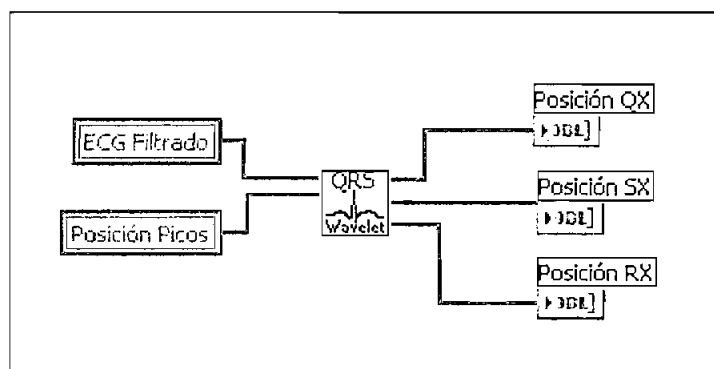 Posición QX
ECG Filtrado
DBL]
QRS
Posición SX
Wavelet
DBL]
Posición Picos
Posición RX
DBL]